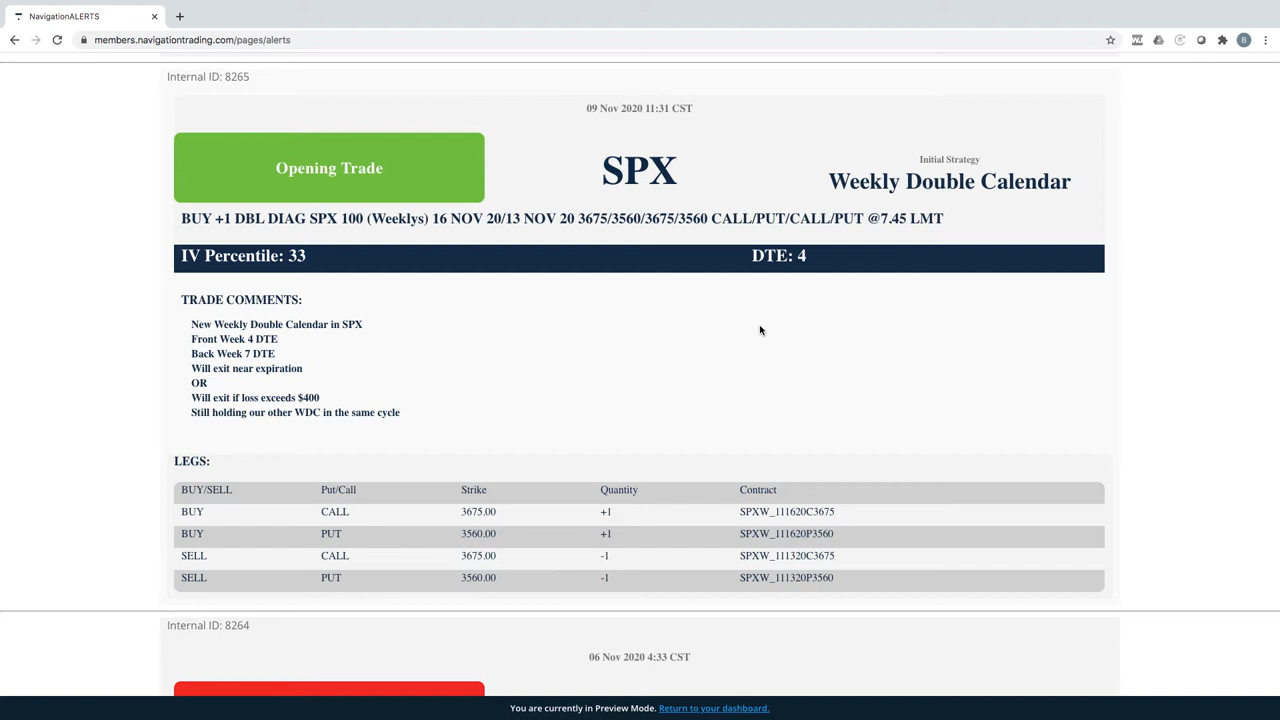 NavigationALERTS
members.navigationtrading.com/pages/alerts
B
Internal ID: 8265
09 Nov 2020 11:31 CST
Opening Trade
SPX
Initial Strategy
Weekly Double Calendar
BUY +1 DBL DIAG SPX 100 (Weeklys) 16 NOV 20/13 NOV 20 3675/3560/3675/3560 CALL/PUT/CALL/PUT @7.45 LMT
IV Percentile: 33 DTE: 4
TRADE COMMENTS:
New Weekly Double Calendar in SPX
Front Week 4 DTE
Back Week 7 DTE
Will exit near expiration
OR
Will exit if loss exceeds $400
Still holding our other WDC in the same cycle
LEGS:
BUY/SELL Put/Call Strike Quantity Contract
BUY CALL 3675.00 +1 SPXW_111620C3675
BUY PUT 3560.00 +1 SPXW_111620P3560
SELL CALL 3675.00 -1 SPXW_111320C3675
SELL PUT 3560.00 -1 SPXW_111320P3560
Internal ID: 8264
06 Nov 2020 4:33 CST
You are currently in Preview Mode. Return to your dashboard.